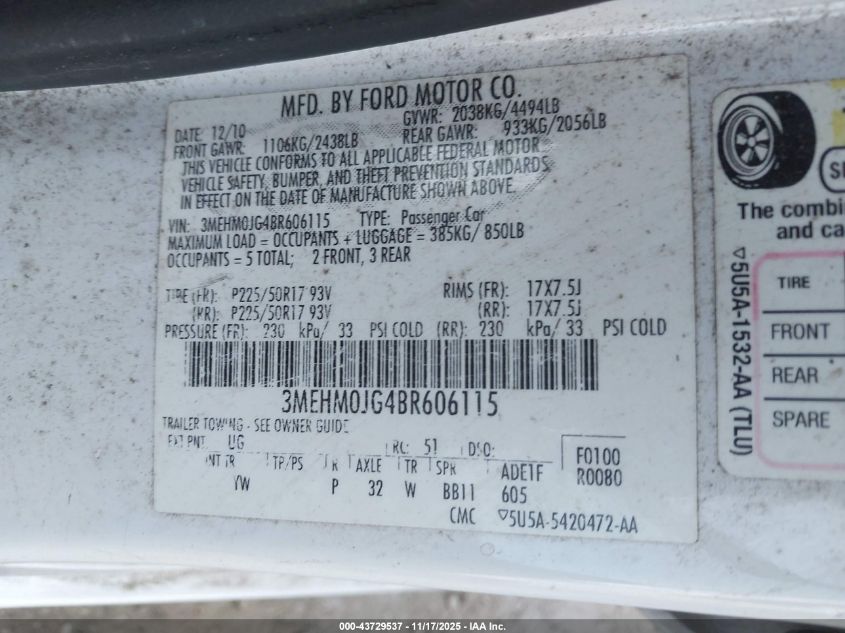 MFD. BY FORD MOTOR CO.
DATE: 12/10 GVWR: 2038KG/4494LB
FRONT GAWR: 1106KG/2438LB REAR GAWR: 933KG/2056LB
THIS VEHICLE CONFORMS TO ALL APPLICABLE FEDERAL MOTOR
VEHICLE SAFETY, BUMPER, AND THEFT PREVENTION STANDARDS
IN EFFECT ON THE DATE OF MANUFACTURE SHOWN ABOVE.
VIN: 3MEHM0JG4BR606115 TYPE: Passenger Car
MAXIMUM LOAD = OCCUPANTS + LUGGAGE = 385KG/ 850LB
OCCUPANTS = 5 TOTAL; 2 FRONT, 3 REAR
TIRE (FR): P225/50R17 93V RIMS (FR): 17X7.5J
(RR): P225/50R17 93V (RR): 17X7.5J
PRESSURE (FR): 230 kPa/ 33 PSI COLD (RR): 230 kPa/ 33 PSI COLD
3MEHM0JG4BR606115
TRAILER TOWING - SEE OWNER GUIDE
EXT PNT UG RC: 51 DSO: F0100
INT TR TP/PS R AXLE TR SPR ADE1F R0080
YW P 32 W BB11 605
CMC ▽5U5A-5420472-AA
The combi
and ca
TIRE
FRONT
REAR
SPARE
▽5U5A-1532-AA (TLU)
000-43729537 - 11/17/2025 - IAA Inc.